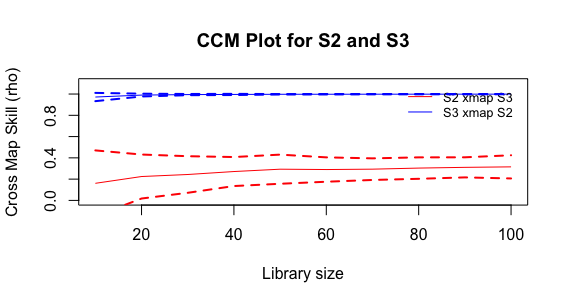 CCM Plot for S2 and S3
Cross Map Skill (rho)
0.8
0.4
0.0
S2 xmap S3
S3 xmap S2
20 40 60 80 100
Library size